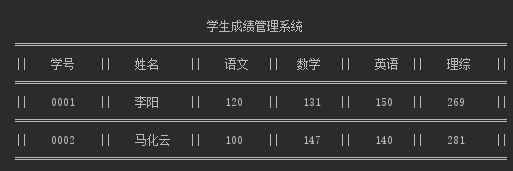 学生成绩管理系统
|| 学号 || 姓名 || 语文 || 数学 || 英语 || 理综 ||
|| 0001 || 李阳 || 120 || 131 || 150 || 269 ||
|| 0002 || 马化云 || 100 || 147 || 140 || 281 ||